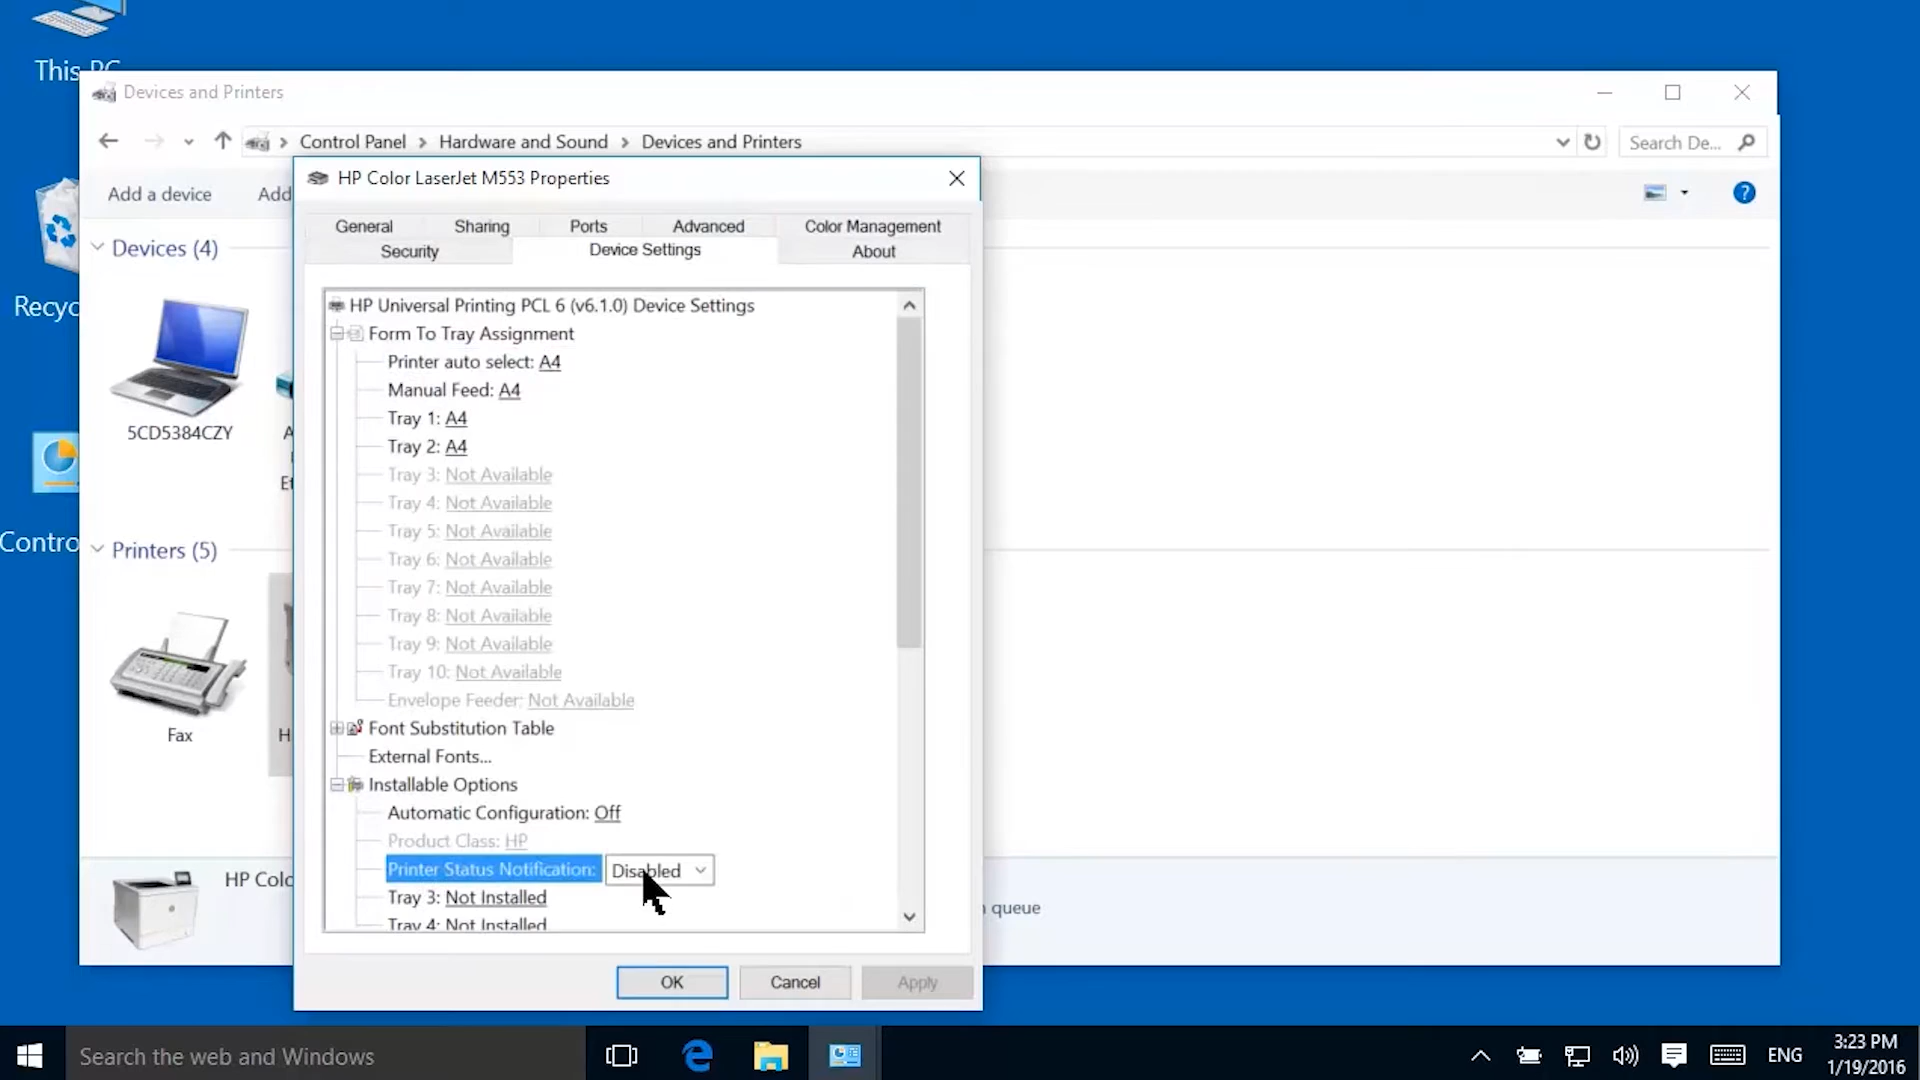 This PC
Devices and Printers
Control Panel > Hardware and Sound > Devices and Printers
Search De...
HP Color LaserJet M553 Properties
Add a device
Add
General
Sharing
Ports
Advanced
Color Management
Security
Device Settings
About
Devices (4)
Recyc
HP Universal Printing PCL 6 (v6.1.0) Device Settings
Form To Tray Assignment
Printer auto select: A4
Manual Feed: A4
Tray 1: A4
5CD5384CZY
A
Tray 2: A4
Tray 3: Not Available
Et
Tray 4: Not Available
Tray 5: Not Available
Contro
Printers (5)
Tray 6: Not Available
Tray 7: Not Available
Tray 8: Not Available
Tray 9: Not Available
Tray 10: Not Available
Envelope Feeder: Not Available
Fax
H
Font Substitution Table
External Fonts...
Installable Options
Automatic Configuration: Off
Product Class: HP
Printer Status Notification: Disabled
HP Colo
Tray 3: Not Installed
n queue
Tray 4: Not Installed
OK
Cancel
Apply
Search the web and Windows
ENG
3:23 PM
1/19/2016